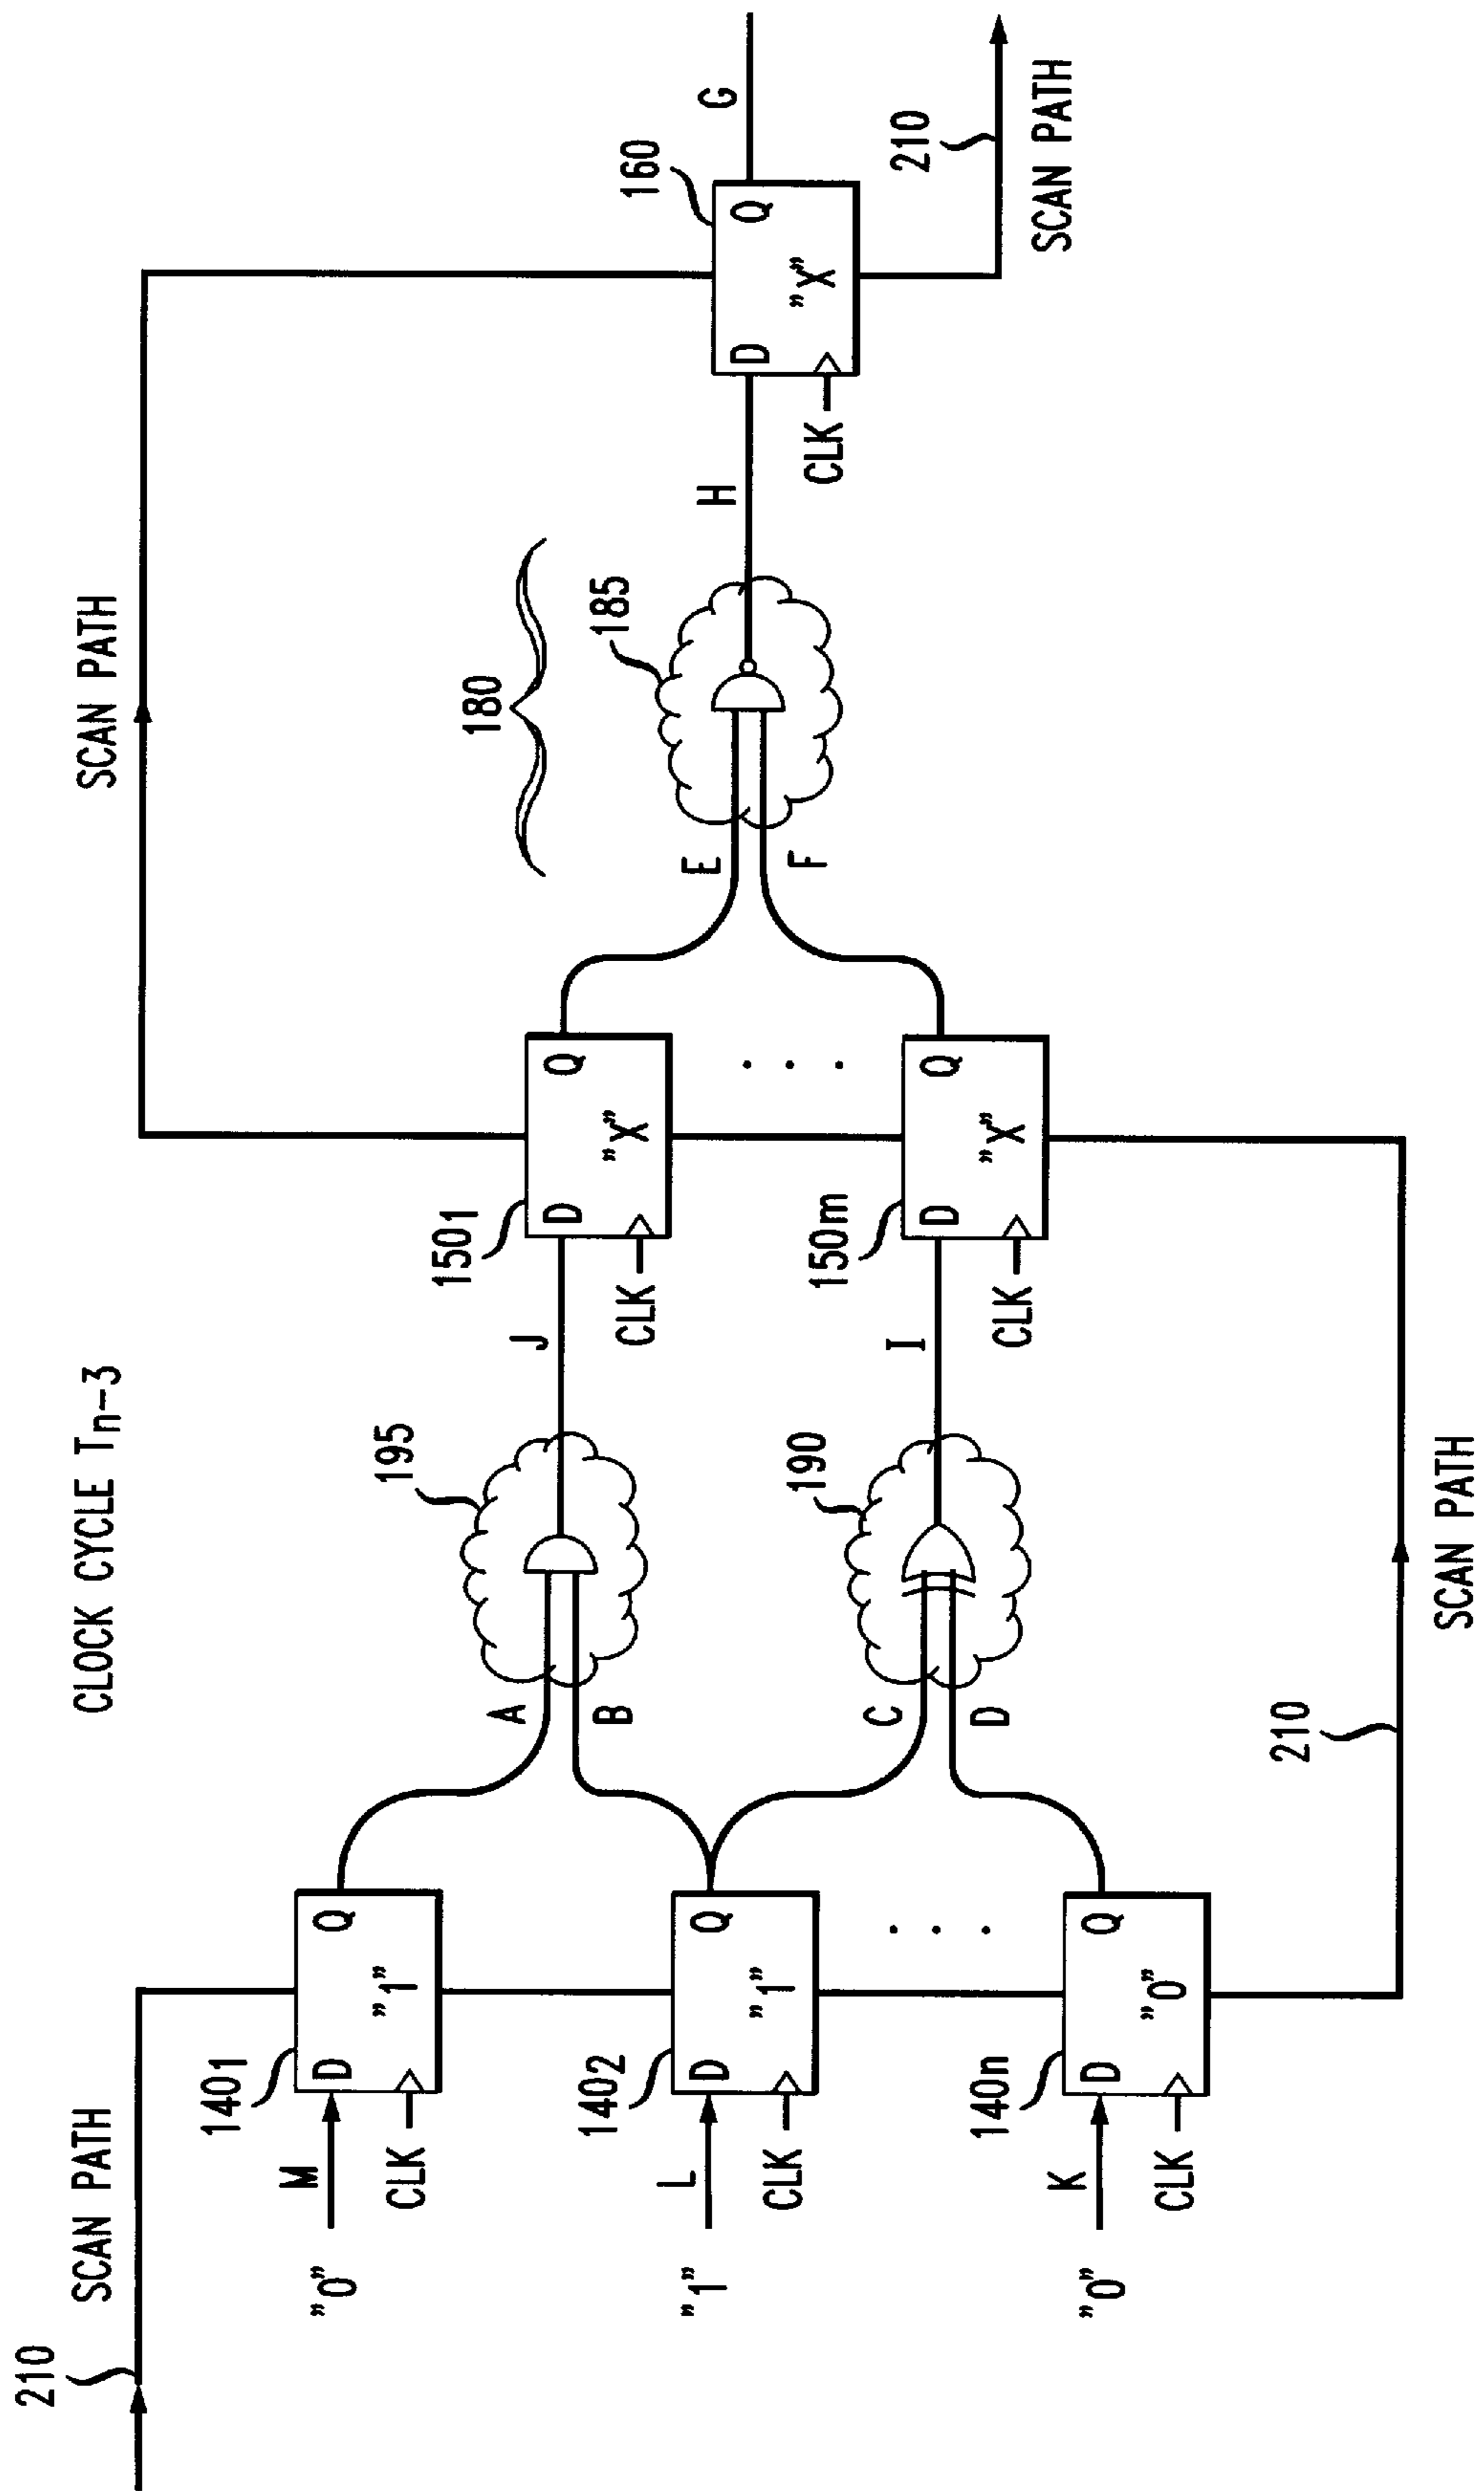 CLOCK CYCLE Tn-3
210
SCAN PATH
SCAN PATH
140₁
M
"0"
D
Q
"1"
CLK
A
B
195
J
150₁
D
Q
"X"
CLK
140₂
L
"1"
D
Q
"1"
CLK
C
D
190
I
150m
D
Q
"X"
CLK
140n
K
"0"
D
Q
"0"
CLK
180
185
E
F
H
160
D
Q
"X"
CLK
G
210
SCAN PATH
210
SCAN PATH